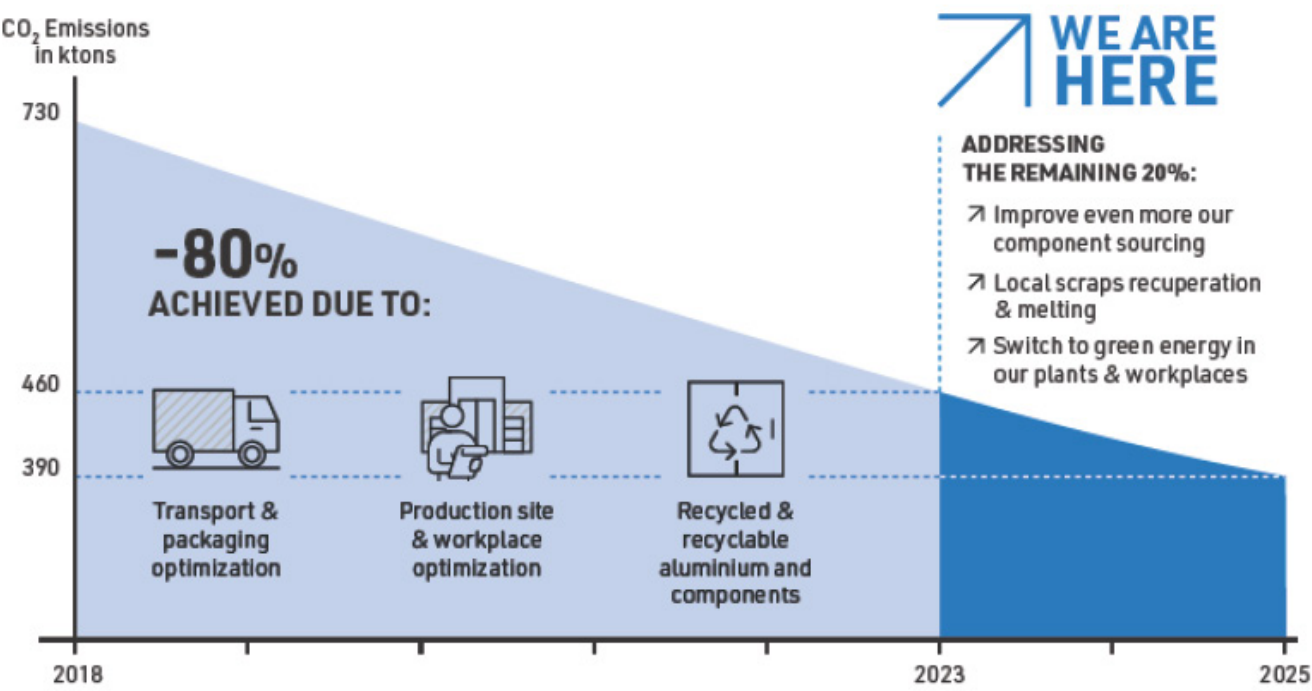 CO₂ Emissions
in ktons
730
460
390
WE ARE
HERE
ADDRESSING
THE REMAINING 20%:
Improve even more our
component sourcing
Local scraps recuperation
& melting
Switch to green energy in
our plants & workplaces
-80%
ACHIEVED DUE TO:
Transport &
packaging
optimization
Production site
& workplace
optimization
Recycled &
recyclable
aluminium and
components
2018
2023
2025